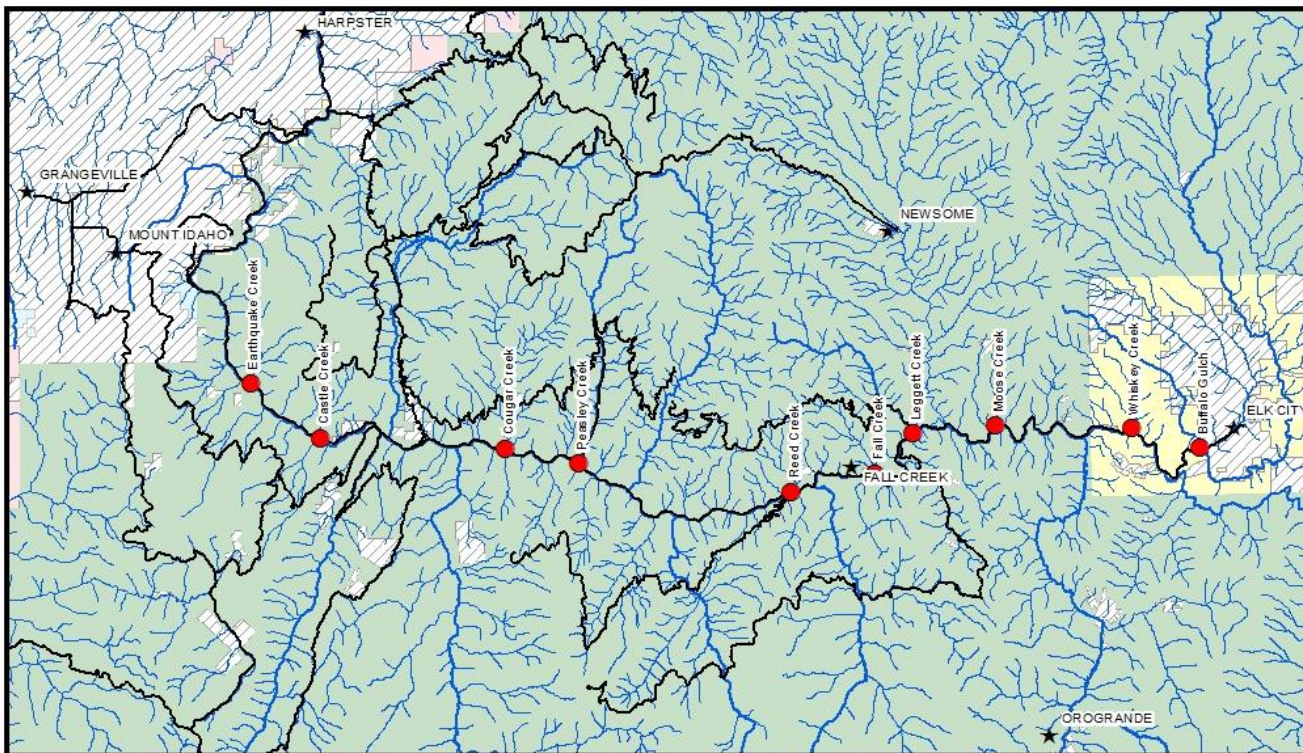 HARPSTER
GRANGEVILLE
MOUNT IDAHO
NEWSOME
Earthquake Creek
Castle Creek
Cougar Creek
Peasley Creek
Reed Creek
Fall Creek
Leggett Creek
Moose Creek
Whiskey Creek
Buffalo Gulch
ELK CITY
FALL CREEK
OROGRANDE